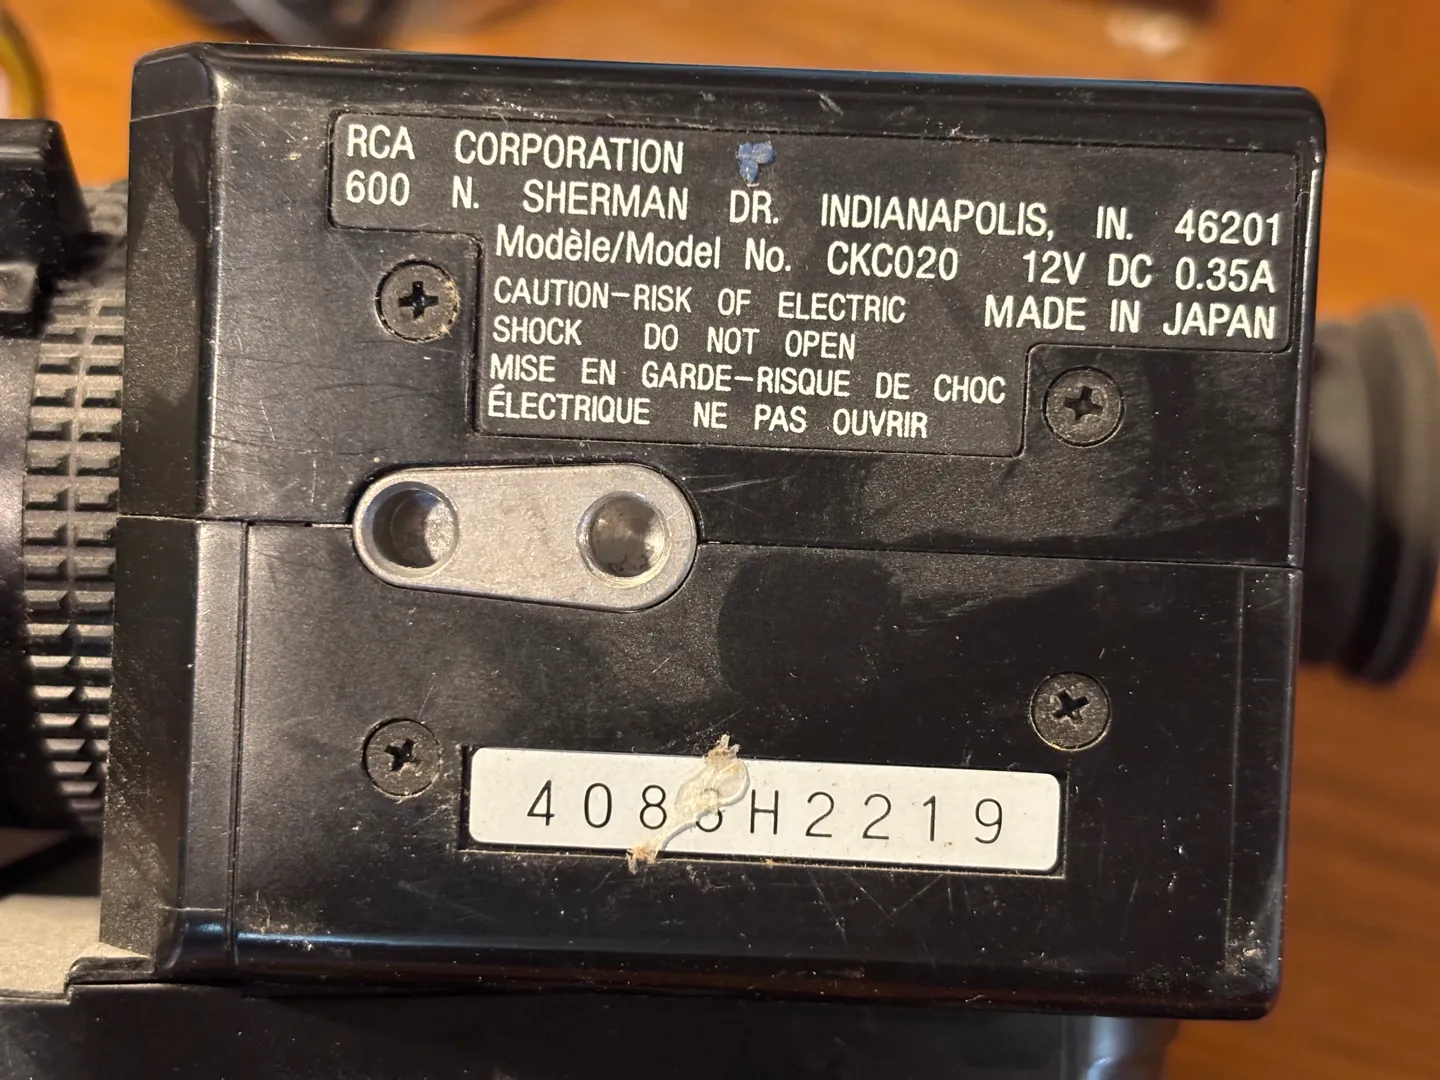 RCA CORPORATION
600 N. SHERMAN DR. INDIANAPOLIS, IN. 46201
Modèle/Model No. CKC020 12V DC 0.35A
CAUTION-RISK OF ELECTRIC MADE IN JAPAN
SHOCK DO NOT OPEN
MISE EN GARDE-RISQUE DE CHOC
ÉLECTRIQUE NE PAS OUVRIR